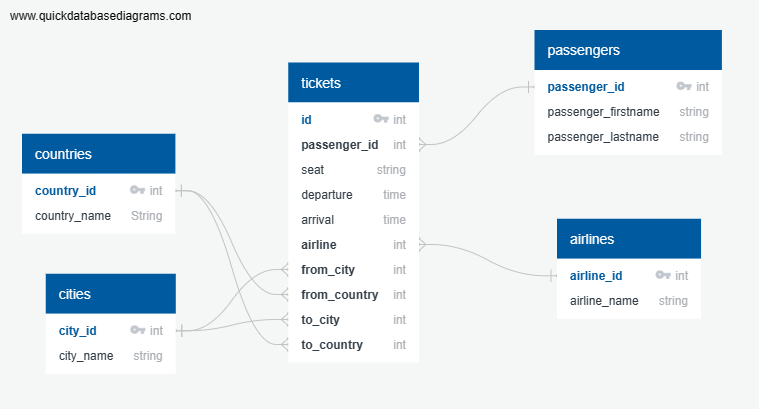 www.quickdatabasediagrams.com
countries
country_id int
country_name String
cities
city_id int
city_name string
tickets
id int
passenger_id int
seat string
departure time
arrival time
airline int
from_city int
from_country int
to_city int
to_country int
passengers
passenger_id int
passenger_firstname string
passenger_lastname string
airlines
airline_id int
airline_name string